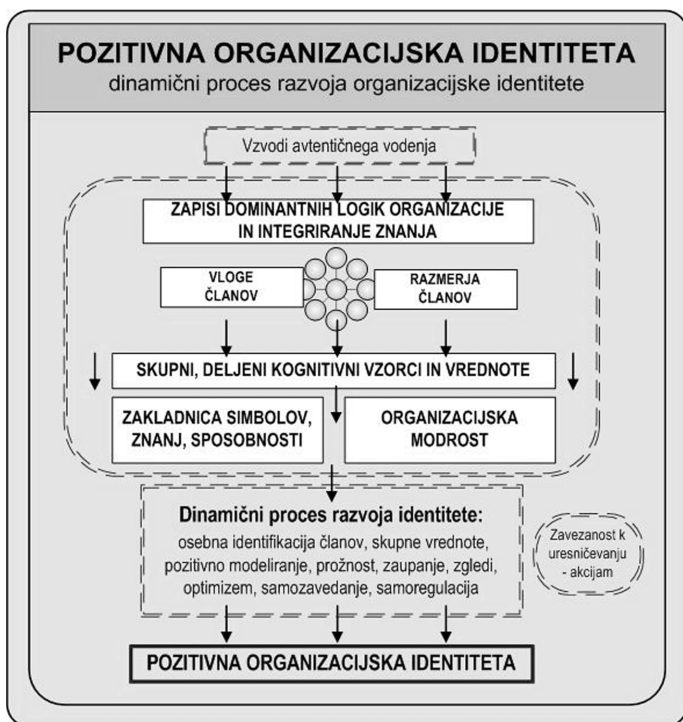 POZITIVNA ORGANIZACIJSKA IDENTITETA
dinamični proces razvoja organizacijske identitete
Vzvodi avtentičnega vodenja
ZAPISI DOMINANTNIH LOGIK ORGANIZACIJE
IN INTEGRIRANJE ZNANJA
VLOGE
ČLANOV
RAZMERJA
ČLANOV
SKUPNI, DELJENI KOGNITIVNI VZORCI IN VREDNOTE
ZAKLADNICA SIMBOLOV,
ZNANJ, SPOSOBNOSTI
ORGANIZACIJSKA
MODROST
Dinamični proces razvoja identitete:
osebna identifikacija članov, skupne vrednote,
pozitivno modeliranje, prožnost, zaupanje, zgledi,
optimizem, samozavedanje, samoregulacija
Zavezanost k
uresničevanju
- akcijam
POZITIVNA ORGANIZACIJSKA IDENTITETA